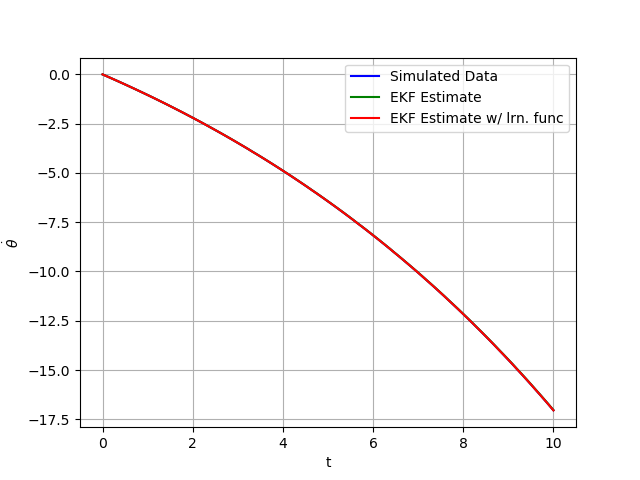 Simulated Data
EKF Estimate
EKF Estimate w/ lrn. func
0.0
−2.5
−5.0
−7.5
−10.0
−12.5
−15.0
−17.5
θ̇
0 2 4 6 8 10
t